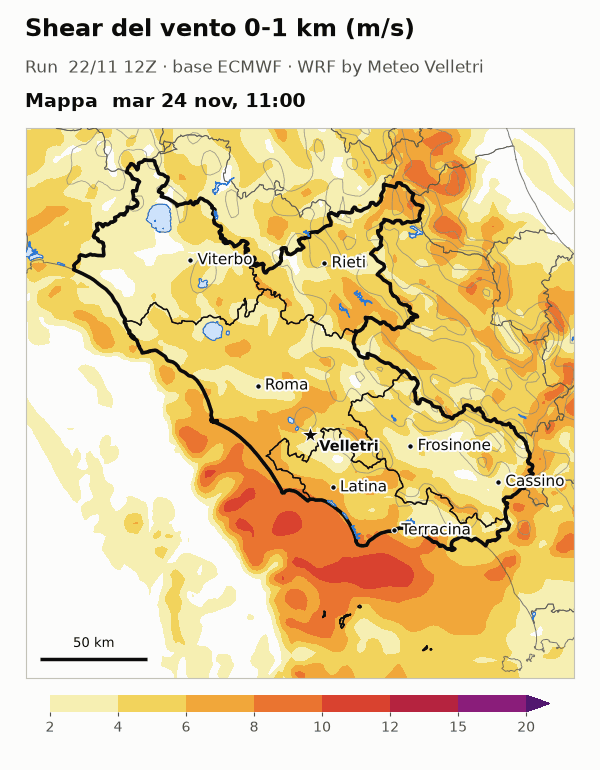 Shear del vento 0-1 km (m/s)
Run  22/11 12Z · base ECMWF · WRF by Meteo Velletri
Mappa  mar 24 nov, 11:00
Viterbo
Rieti
Roma
Velletri
Frosinone
Cassino
Latina
Terracina
50 km
2 4 6 8 10 12 15 20